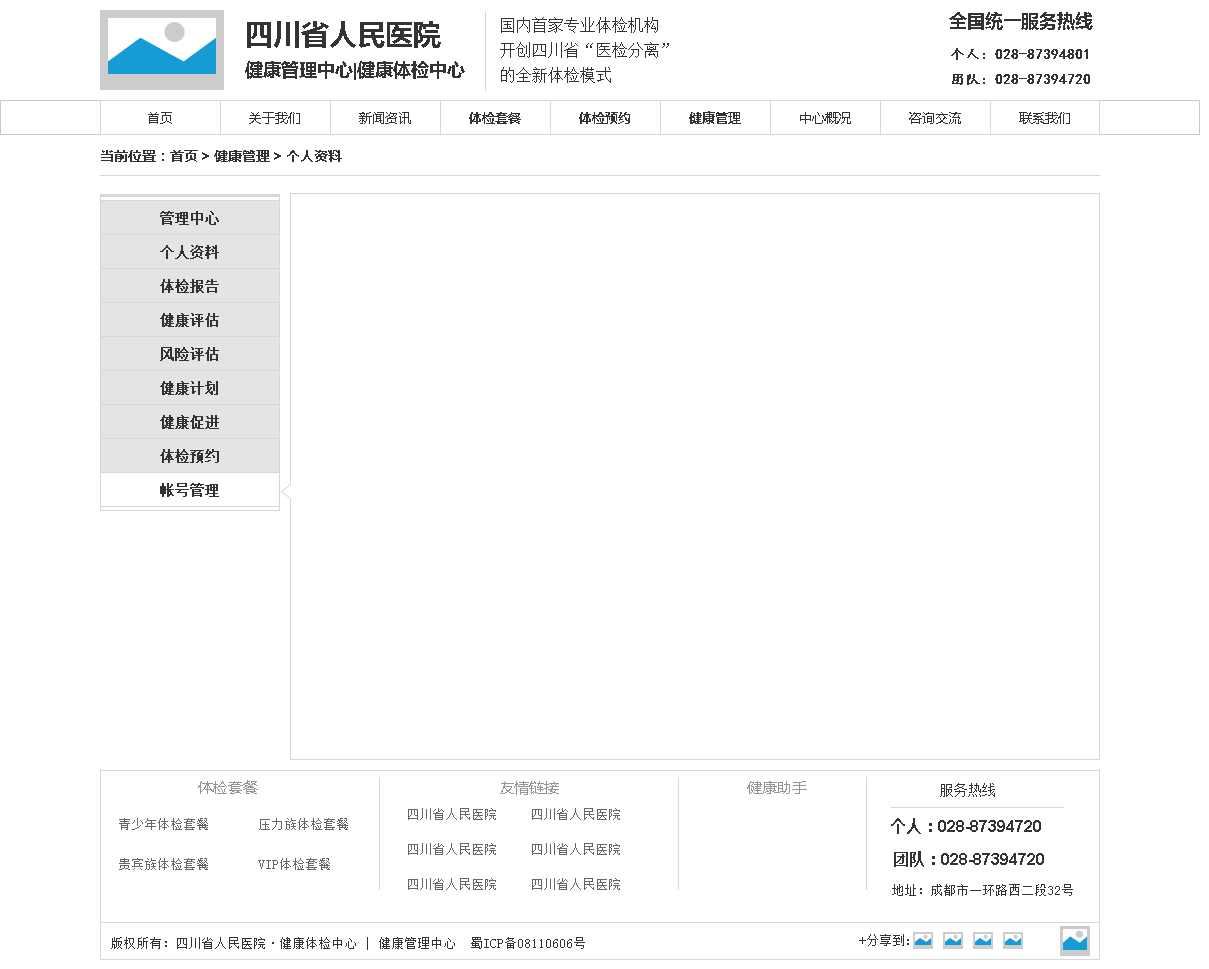 四川省人民医院
健康管理中心|健康体检中心
国内首家专业体检机构
开创四川省“医检分离”
的全新体检模式
全国统一服务热线
个人：028-87394801
团队：028-87394720
首页 关于我们 新闻资讯 体检套餐 体检预约 健康管理 中心概况 咨询交流 联系我们
当前位置：首页 > 健康管理 > 个人资料
管理中心
个人资料
体检报告
健康评估
风险评估
健康计划
健康促进
体检预约
帐号管理
体检套餐
青少年体检套餐 压力族体检套餐
贵宾族体检套餐 VIP体检套餐
友情链接
四川省人民医院 四川省人民医院
四川省人民医院 四川省人民医院
四川省人民医院 四川省人民医院
健康助手
服务热线
个人：028-87394720
团队：028-87394720
地址：成都市一环路西二段32号
版权所有：四川省人民医院·健康体检中心 | 健康管理中心 蜀ICP备08110606号
+分享到: